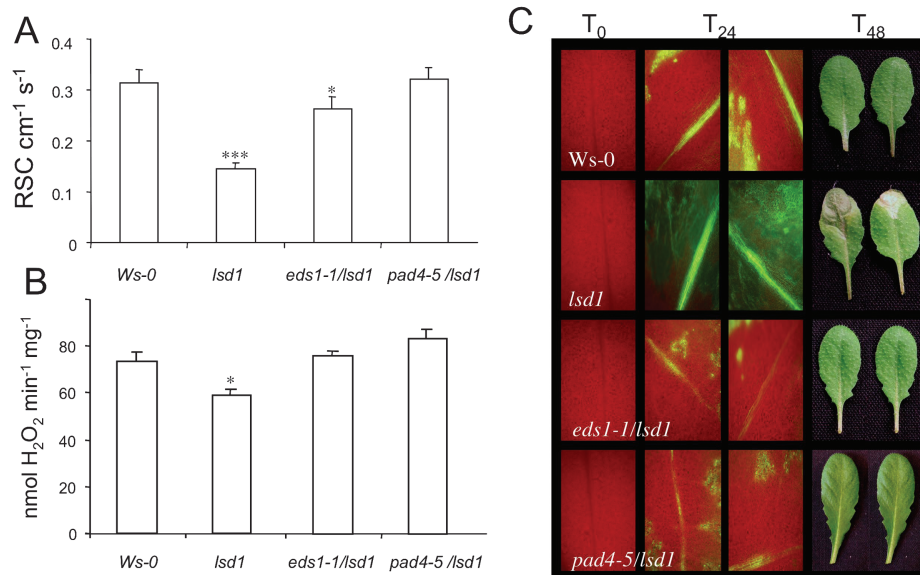 A
RSC cm⁻¹ s⁻¹
0.4
0.3
0.2
0.1
0
***
*
Ws-0 lsd1 eds1-1/lsd1 pad4-5 /lsd1
B
nmol H₂O₂ min⁻¹ mg⁻¹
80
60
40
20
0
*
Ws-0 lsd1 eds1-1/lsd1 pad4-5 /lsd1
C
T₀ T₂₄ T₄₈
Ws-0
lsd1
eds1-1/lsd1
pad4-5/lsd1